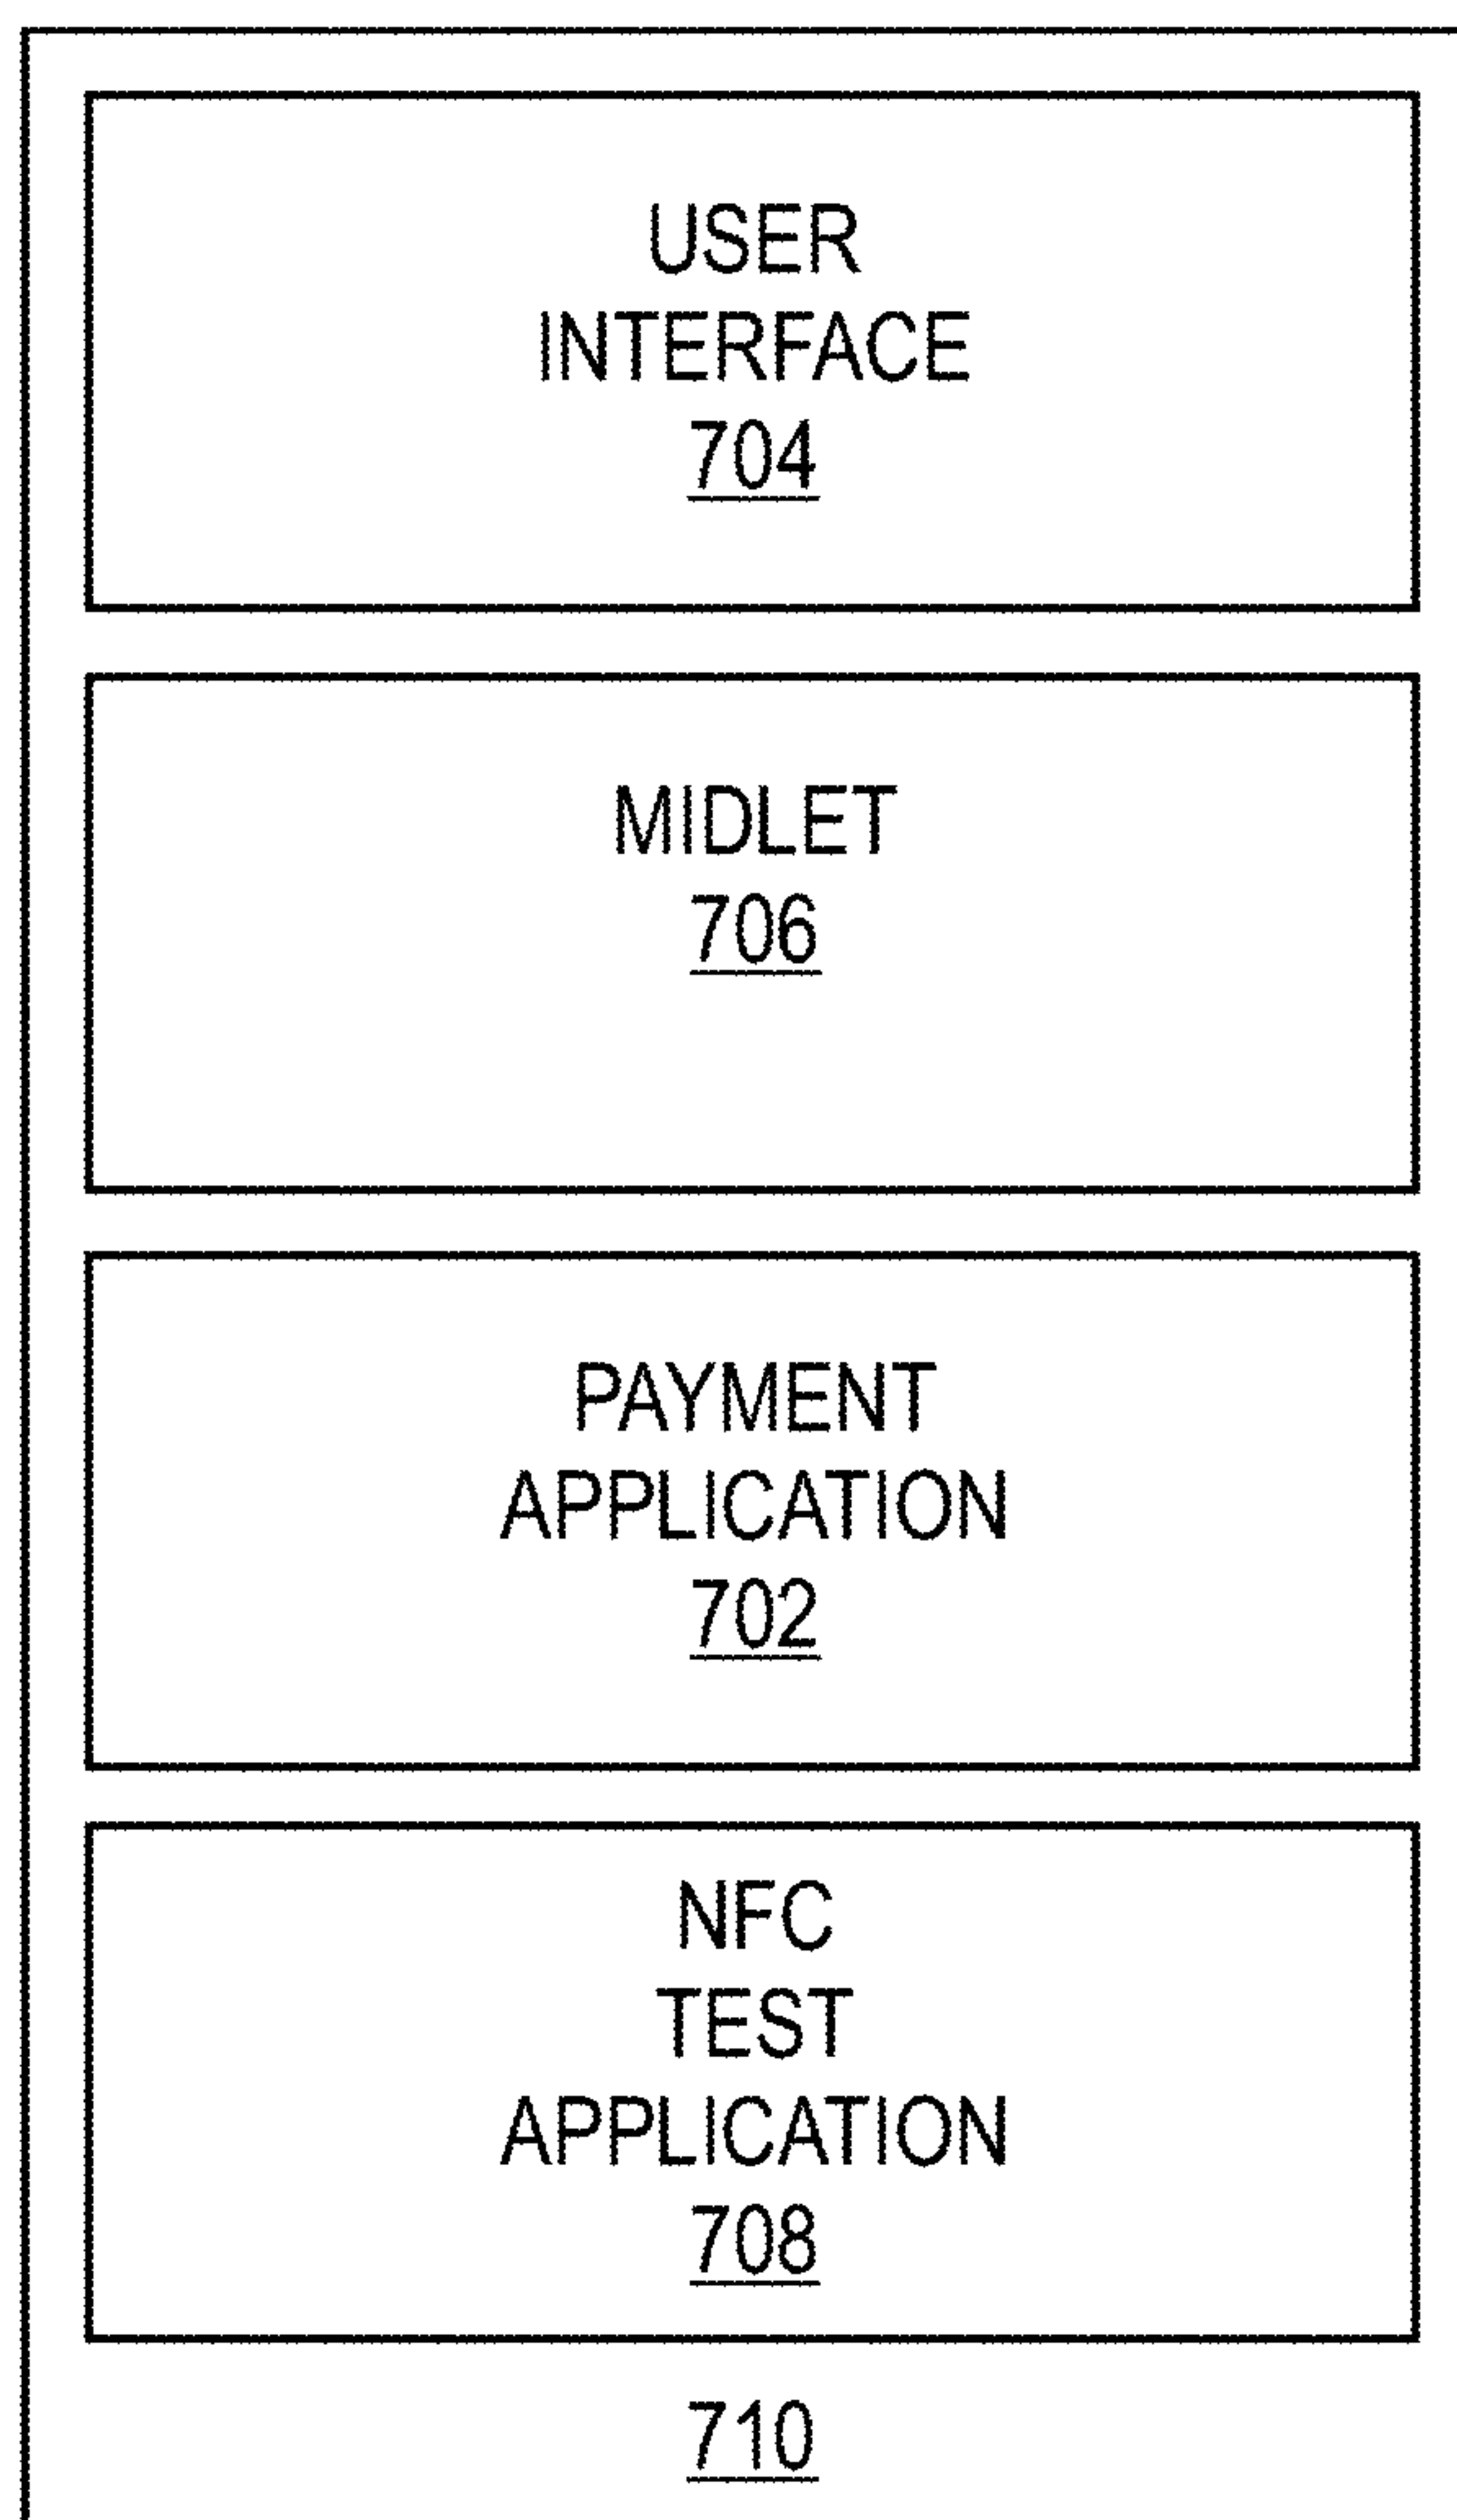 USER
INTERFACE
704
MIDLET
706
PAYMENT
APPLICATION
702
NFC
TEST
APPLICATION
708
710